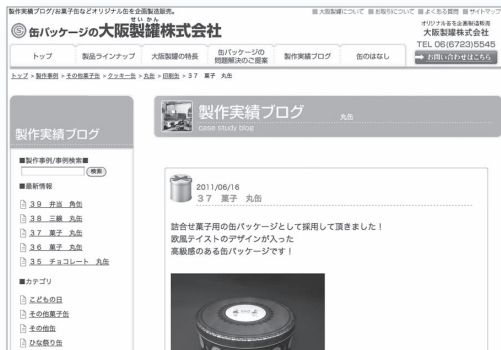 製作実績ブログ/お菓子缶などオリジナル缶を企画製造販売。
■ 大阪製罐について ■ お取引について ■ よくある質問 ■ サイトマップ
せい かん
缶パッケージの大阪製罐株式会社
オリジナル缶を企画製造販売
大阪製罐株式会社
TEL 06(6723)5545
お問い合わせはこちら
トップ
製品ラインナップ
大阪製罐の特長
缶パッケージの
問題解決のご提案
製作実績ブログ
缶のはなし
トップ > 製作事例 > その他菓子缶 > クッキー缶 > 丸缶 > 印刷缶 > 37 菓子 丸缶
製作実績ブログ
■製作事例/事例検索■
検索
■最新情報
39 弁当 角缶
38 三線 丸缶
37 菓子 丸缶
36 菓子 丸缶
35 チョコレート 丸缶
■カテゴリ
こどもの日
その他菓子缶
その他缶
ひな祭り缶
製作実績ブログ
case study blog
丸缶
2011/06/16
37 菓子 丸缶
詰合せ菓子用の缶パッケージとして採用して頂きました!
欧風テイストのデザインが入った
高級感のある缶パッケージです!